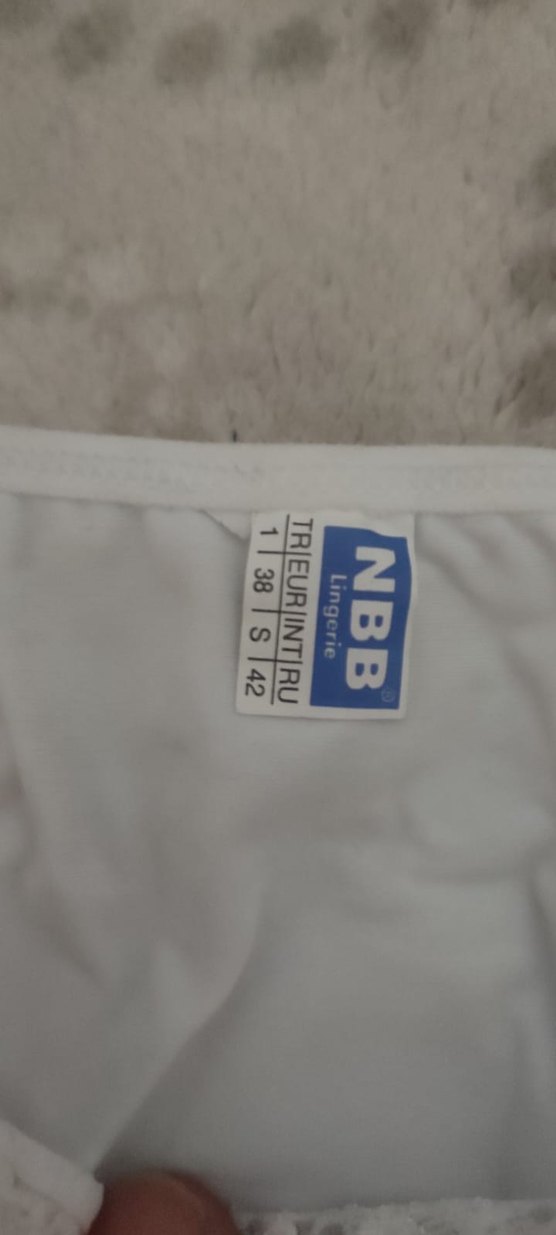 NBB®
Lingerie
TR|EUR|INT|RU
1 | 38 | S | 42